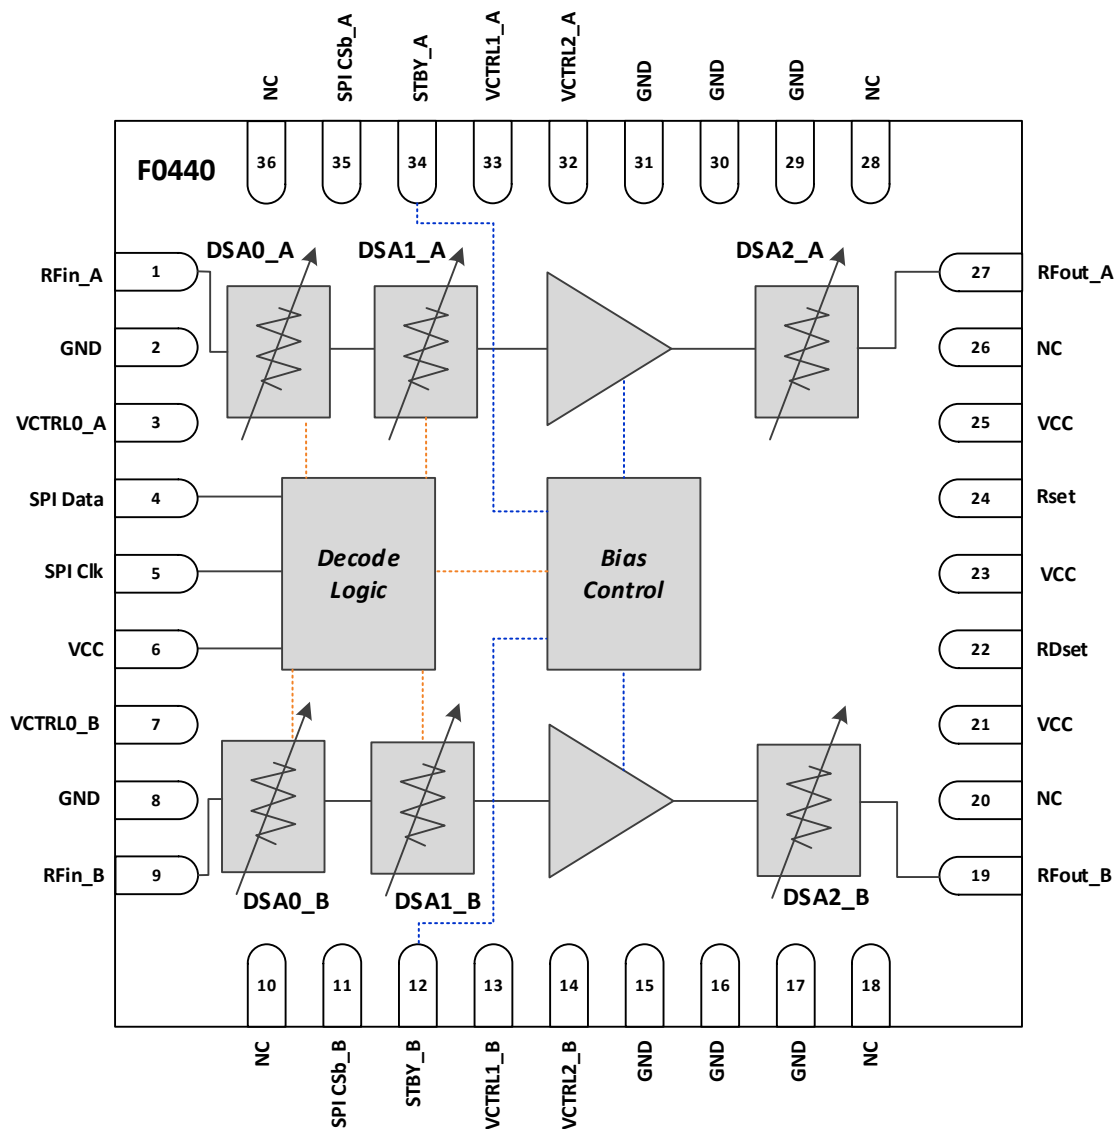 NC
SPI CSb_A
STBY_A
VCTRL1_A
VCTRL2_A
GND
GND
GND
NC
F0440
36
35
34
33
32
31
30
29
28
DSA0_A
DSA1_A
DSA2_A
RFin_A
1
27
RFout_A
GND
2
26
NC
VCTRL0_A
3
25
VCC
SPI Data
4
24
Rset
Decode
Logic
Bias
Control
SPI Clk
5
23
VCC
VCC
6
22
RDset
VCTRL0_B
7
21
VCC
GND
8
20
NC
RFin_B
9
19
RFout_B
DSA0_B
DSA1_B
DSA2_B
10
11
12
13
14
15
16
17
18
NC
SPI CSb_B
STBY_B
VCTRL1_B
VCTRL2_B
GND
GND
GND
NC